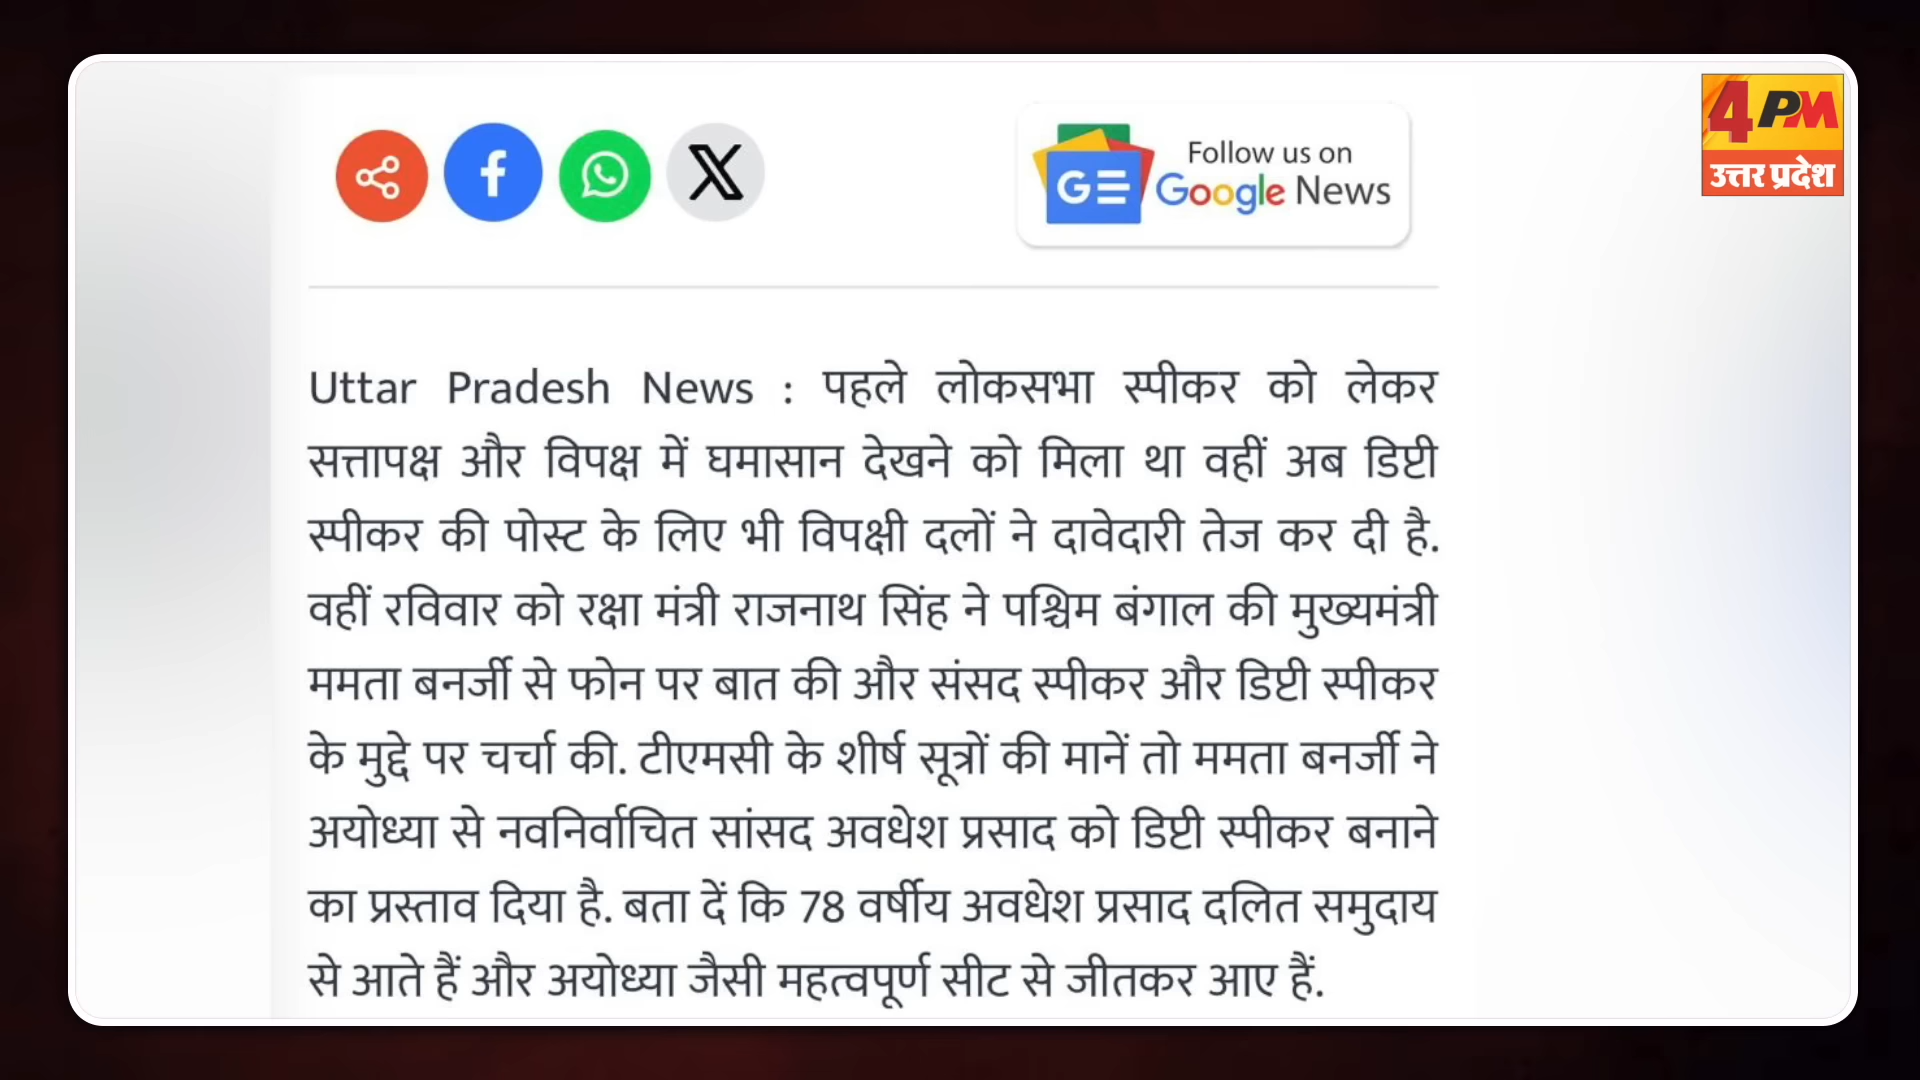 4PM
उत्तर प्रदेश
Follow us on
Google News
Uttar Pradesh News : पहले लोकसभा स्पीकर को लेकर
सत्तापक्ष और विपक्ष में घमासान देखने को मिला था वहीं अब डिप्टी
स्पीकर की पोस्ट के लिए भी विपक्षी दलों ने दावेदारी तेज कर दी है.
वहीं रविवार को रक्षा मंत्री राजनाथ सिंह ने पश्चिम बंगाल की मुख्यमंत्री
ममता बनर्जी से फोन पर बात की और संसद स्पीकर और डिप्टी स्पीकर
के मुद्दे पर चर्चा की. टीएमसी के शीर्ष सूत्रों की मानें तो ममता बनर्जी ने
अयोध्या से नवनिर्वाचित सांसद अवधेश प्रसाद को डिप्टी स्पीकर बनाने
का प्रस्ताव दिया है. बता दें कि 78 वर्षीय अवधेश प्रसाद दलित समुदाय
से आते हैं और अयोध्या जैसी महत्वपूर्ण सीट से जीतकर आए हैं.